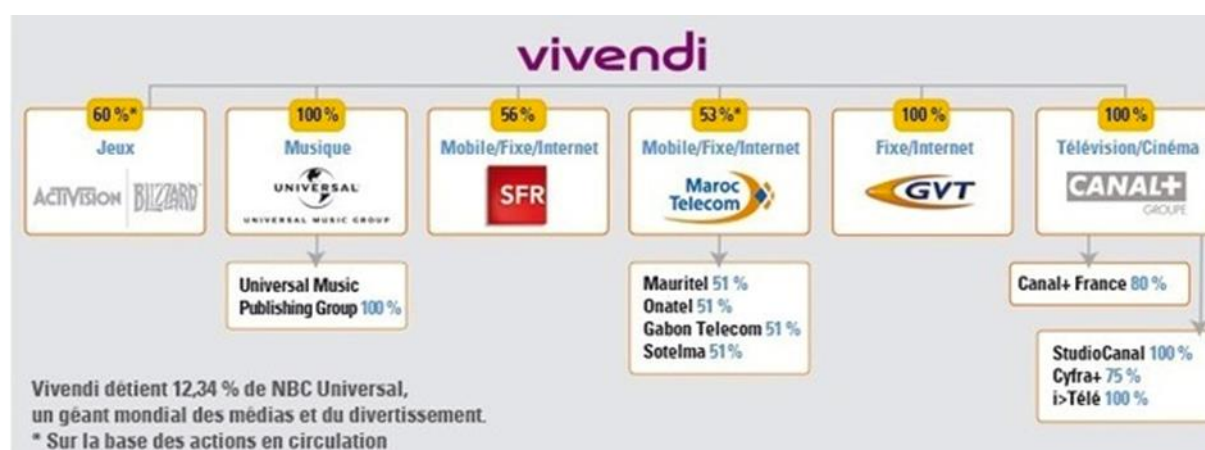 vivendi
60 %*
Jeux
ACTIVISION BLIZZARD
100 %
Musique
UNIVERSAL
UNIVERSAL MUSIC GROUP
56 %
Mobile/Fixe/Internet
SFR
53 %*
Mobile/Fixe/Internet
Maroc
Telecom
100 %
Fixe/Internet
GVT
100 %
Télévision/Cinéma
CANAL+
GROUPE
Universal Music
Publishing Group 100 %
Mauritel 51 %
Onatel 51 %
Gabon Telecom 51 %
Sotelma 51%
Canal+ France 80 %
StudioCanal 100 %
Cyfra+ 75 %
i>Télé 100 %
Vivendi détient 12,34 % de NBC Universal,
un géant mondial des médias et du divertissement.
* Sur la base des actions en circulation